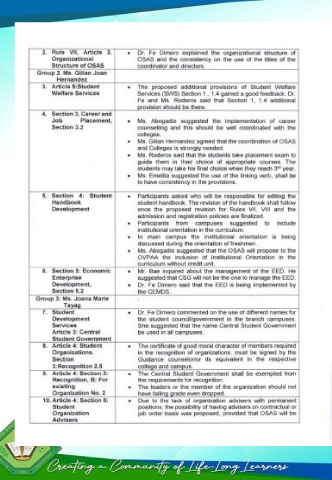 2. Rule VII, Article 3. Organizational Structure of OSAS
• Dr. Fe Dimero explained the organizational structure of
OSAS and the consistency on the use of the titles of the
coordinator and directors.
Group 2. Ms. Gilian Joan Hernandez
3. Article 5:Student Welfare Services
• The proposed additional provisions of Student Welfare
Services (SWS) Section 1., 1.4 gained a good feedback. Dr.
Fe and Ms. Roderos said that Section 1, 1.4 additional
provision should be there.
4. Section 3. Career and Job Placement, Section 3.2
• Ms. Abogadie suggested the implementation of career
counselling and this should be well coordinated with the
colleges.
• Ms. Gilian Hernandez agreed that the coordination of OSAS
and Colleges is strongly needed.
• Ms. Roderos said that the students take placement exam to
guide them in their choice of appropriate courses. The
students may take his final choice when they reach 3rd year.
• Ms. Emelita suggested the use of the linking verb, shall be
to have consistency in the provisions.
5. Section 4: Student Handbook Development
• Participants asked who will be responsible for editing the
student handbook. The revision of the handbook shall follow
once the proposed revision for Rules VII, VIII and the
admission and registration policies are finalized.
• Participants from campuses suggested to include
institutional orientation in the curriculum.
• In main campus the institutional orientation is being
discussed during the orientation of freshmen.
• Ms. Abogadie suggested that the OSAS will propose to the
OVPAA the inclusion of Institutional Orientation in the
curriculum without credit unit.
6. Section 5: Economic Enterprise Development, Section 5.2
• Mr. Bae inquired about the management of the EED. He
suggested that CSG will not be the one to manage the EED.
• Dr. Fe Dimero said that the EED is being implemented by
the CEMDS.
Group 3: Ms. Joana Marie Tayag
7. Student Development Services Article 3: Central Student Government
• Dr. Fe Dimero commented on the use of different names for
the student council/government in the branch campuses.
She suggested that the name Central Student Government
be used in all campuses.
8. Article 4: Student Organizations. Section 3:Recognition 2.8
• The certificate of good moral character of members required
in the recognition of organizations, must be signed by the
Guidance counselor/or its equivalent in the respective
college and campus.
9. Article 4: Section 3: Recognition, B: For existing Organization No. 2
• The Central Student Government shall be exempted from
the requirements for recognition.
• The leaders or the member of the organization should not
have failing grade even dropped.
10. Article 4: Section 6: Student Organization Advisers
• Due to the lack of organization advisers with permanent
positions, the possibility of having advisers on contractual or
job order basis was proposed, provided that OSAS will be
Creating a Community of Life-Long Learners